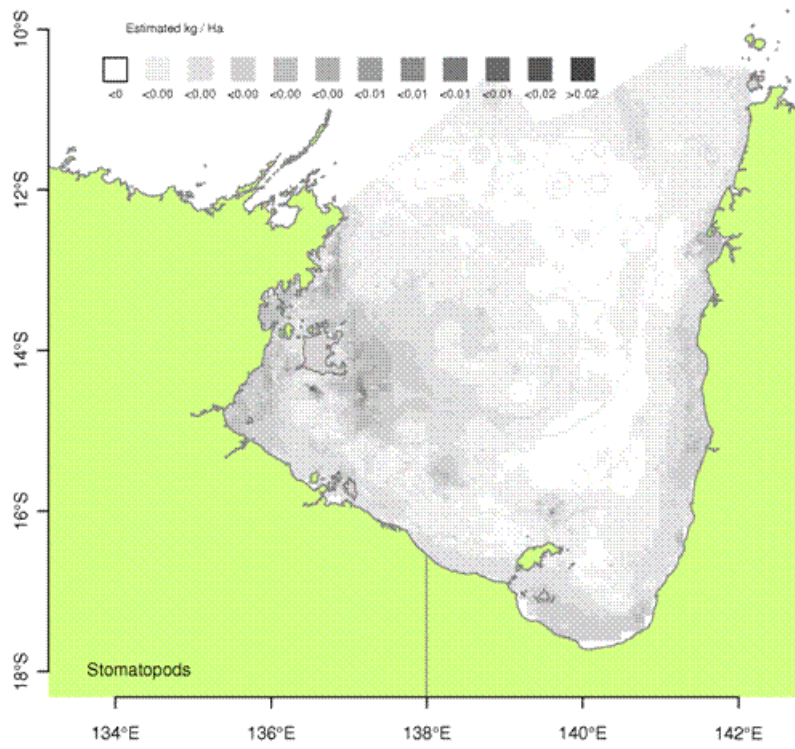 Estimated kg / Ha
<0 <0.00 <0.00 <0.00 <0.00 <0.00 <0.01 <0.01 <0.01 <0.01 <0.02 >0.02
10°S
12°S
14°S
16°S
18°S
Stomatopods
134°E 136°E 138°E 140°E 142°E